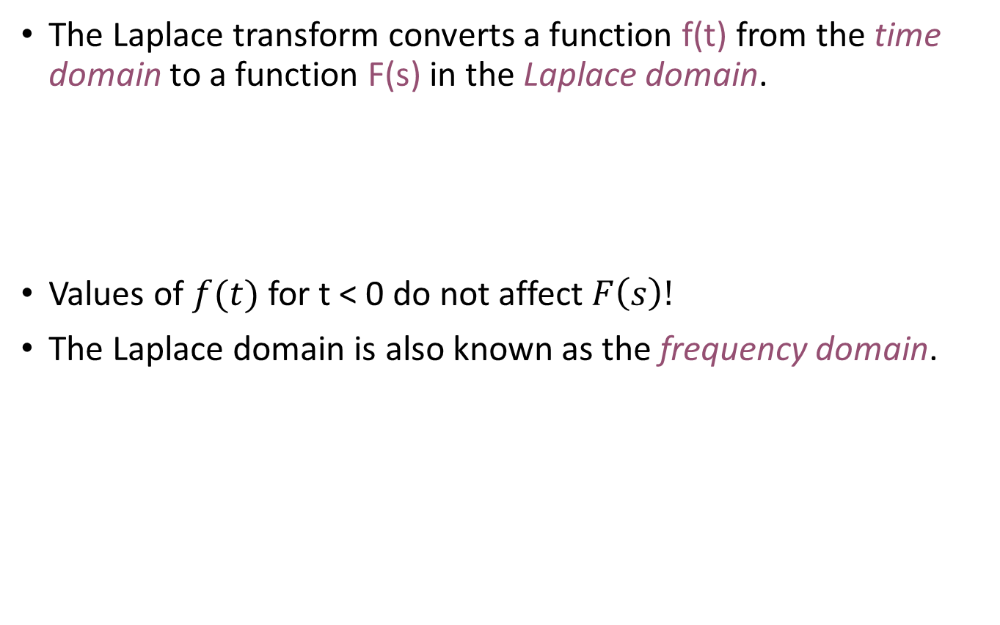 • The Laplace transform converts a function f(t) from the time
domain to a function F(s) in the Laplace domain.
• Values of f(t) for t < 0 do not affect F(s)!
• The Laplace domain is also known as the frequency domain.